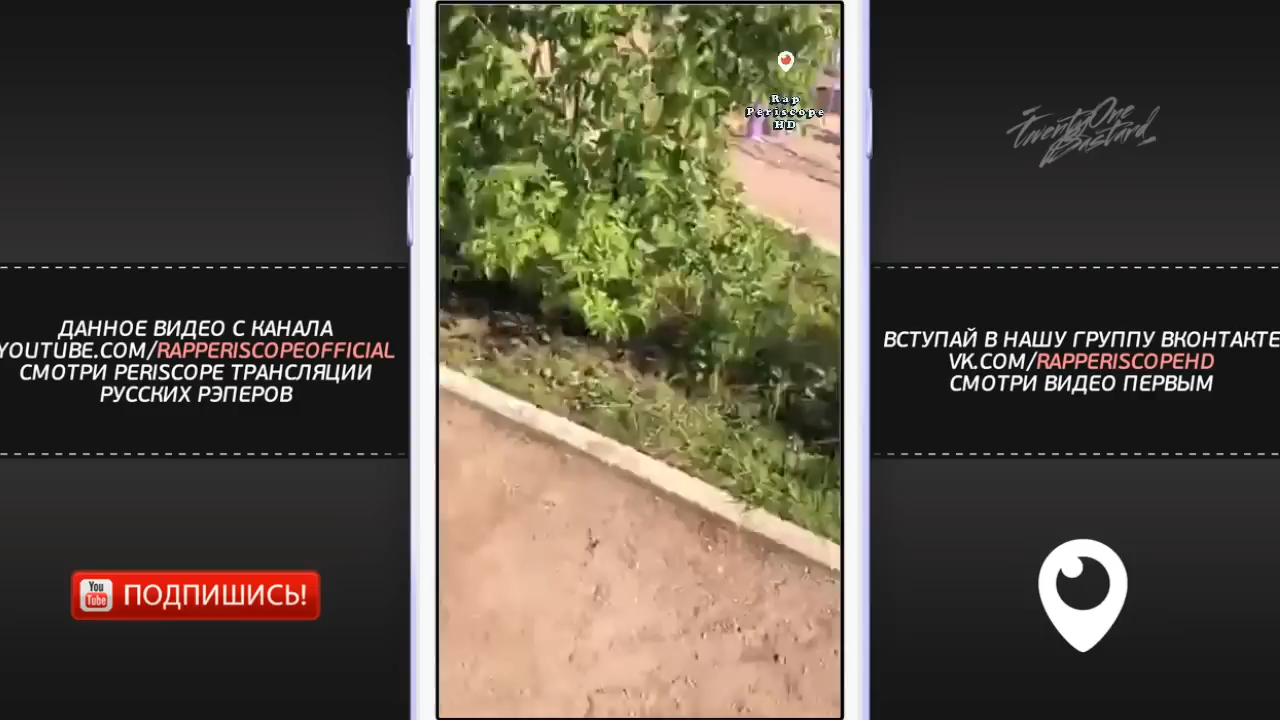 Rap
Periscope
HD
TwentyOne
Bastard
ДАННОЕ ВИДЕО С КАНАЛА
YOUTUBE.COM/RAPPERISCOPEOFFICIAL
СМОТРИ PERISCOPE ТРАНСЛЯЦИИ
РУССКИХ РЭПЕРОВ
ВСТУПАЙ В НАШУ ГРУППУ ВКОНТАКТЕ
VK.COM/RAPPERISCOPEHD
СМОТРИ ВИДЕО ПЕРВЫМ
You
Tube
ПОДПИШИСЬ!